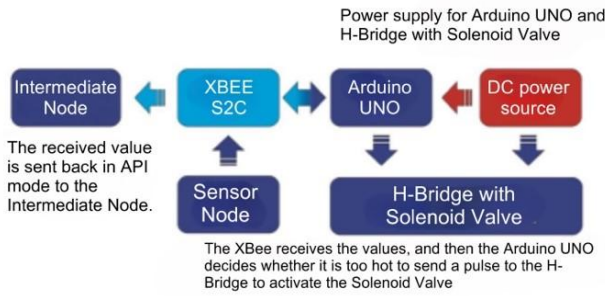 Power supply for Arduino UNO and
H-Bridge with Solenoid Valve
Intermediate
Node
XBEE
S2C
Arduino
UNO
DC power
source
The received value
is sent back in API
mode to the
Intermediate Node.
Sensor
Node
H-Bridge with
Solenoid Valve
The XBee receives the values, and then the Arduino UNO
decides whether it is too hot to send a pulse to the H-
Bridge to activate the Solenoid Valve